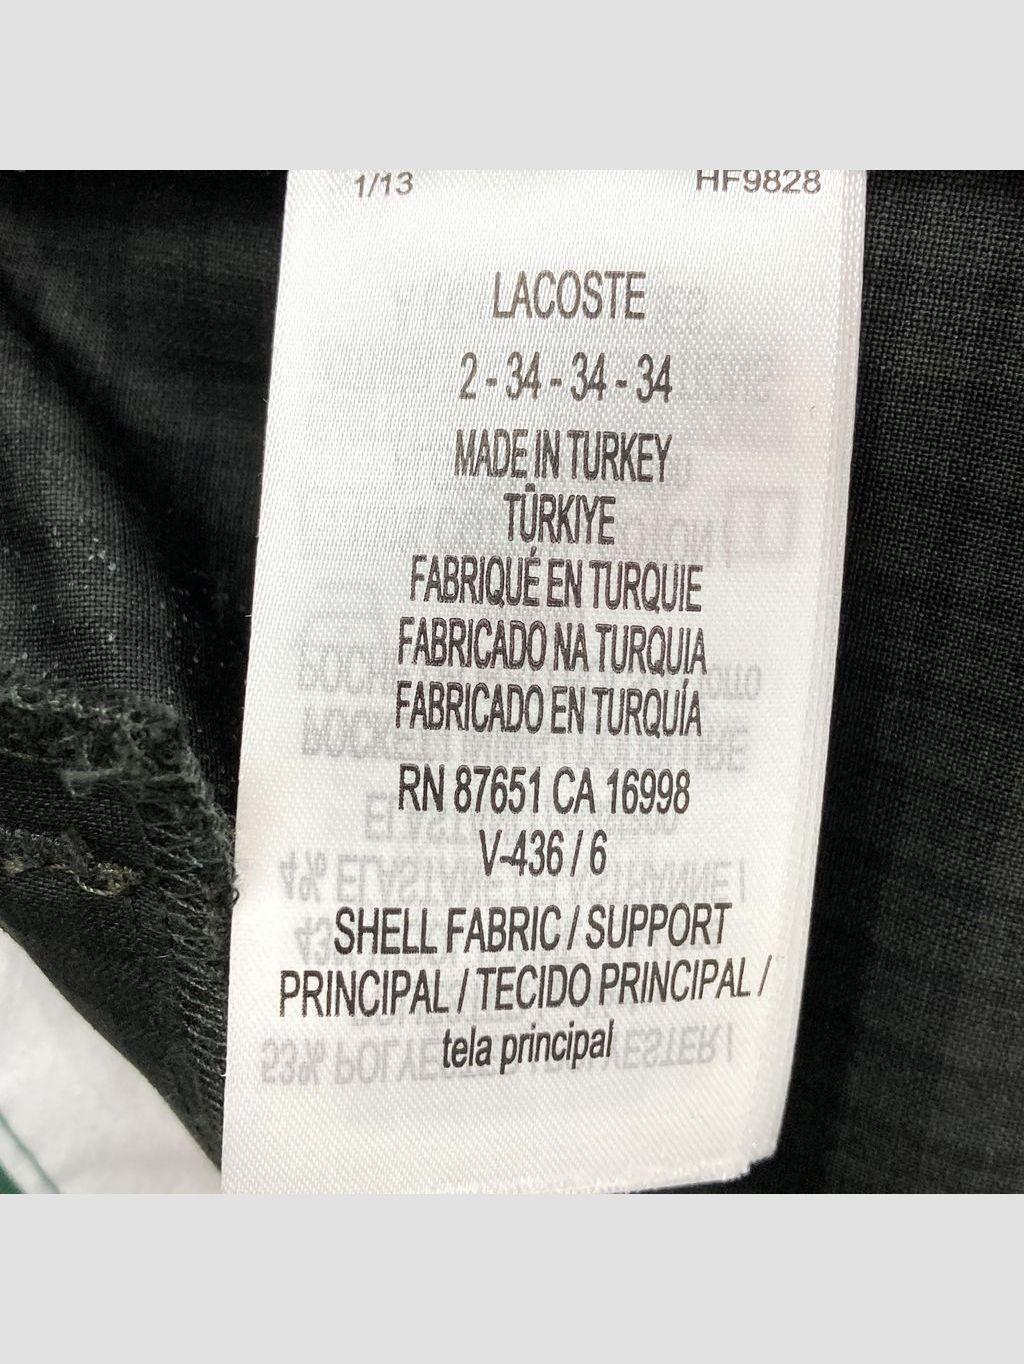 1/13 HF9828
LACOSTE
2 - 34 - 34 - 34
MADE IN TURKEY
TÜRKIYE
FABRIQUÉ EN TURQUIE
FABRICADO NA TURQUIA
FABRICADO EN TURQUÍA
RN 87651 CA 16998
V-436 / 6
SHELL FABRIC / SUPPORT
PRINCIPAL / TECIDO PRINCIPAL /
tela principal